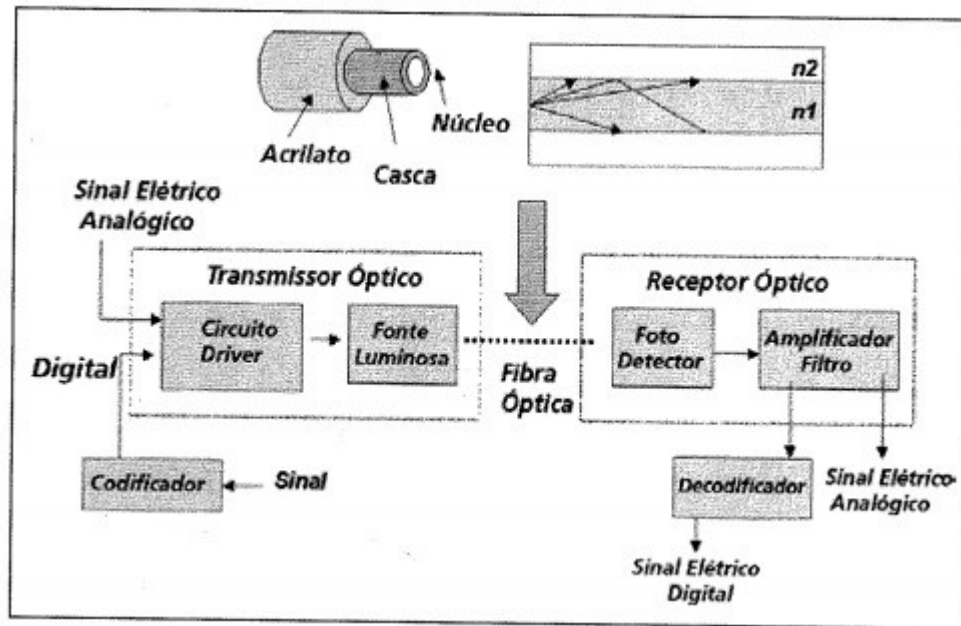 n2
n1
Núcleo
Acrilato
Casca
Sinal Elétrico
Analógico
Transmissor Óptico
Receptor Óptico
Circuito
Driver
Fonte
Luminosa
Foto
Detector
Amplificador
Filtro
Digital
Fibra
Óptica
Codificador
Sinal
Decodificador
Sinal Elétrico-
Analógico
Sinal Elétrico
Digital